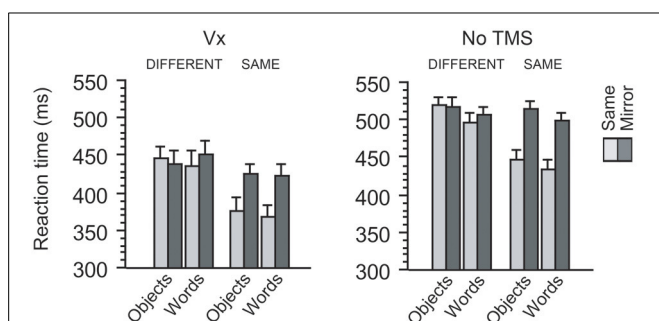 Vx
No TMS
DIFFERENT SAME
DIFFERENT SAME
Reaction time (ms)
550
500
450
400
350
300
550
500
450
400
350
300
Objects
Words
Objects
Words
Objects
Words
Objects
Words
Same
Mirror